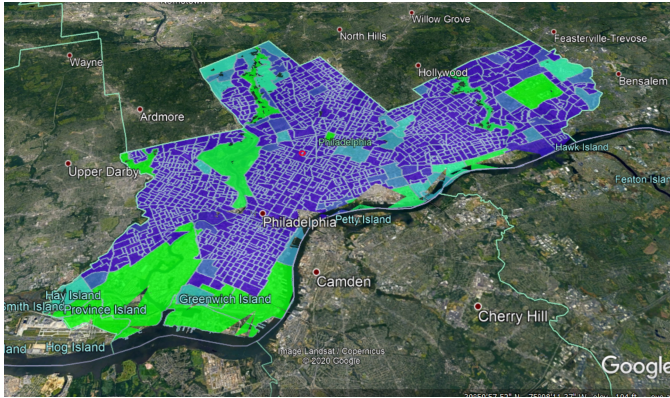 Willow Grove
North Hills
Feasterville-Trevose
Wayne
Hollywood
Bensalem
Ardmore
Philadelphia
Hawk Island
Upper Darby
Fenton Islan
Philadelphia
Petty Island
Camden
Hay Island
Greenwich Island
Smith Island
Province Island
Cherry Hill
land
Hog Island
Image Landsat / Copernicus
© 2020 Google
Google